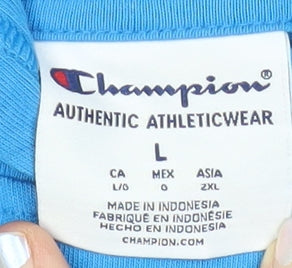 Champion®
AUTHENTIC ATHLETICWEAR
L
CA MEX ASIA
L/G G 2XL
MADE IN INDONESIA
FABRIQUÉ EN INDONÉSIE
HECHO EN INDONESIA
CHAMPION.COM